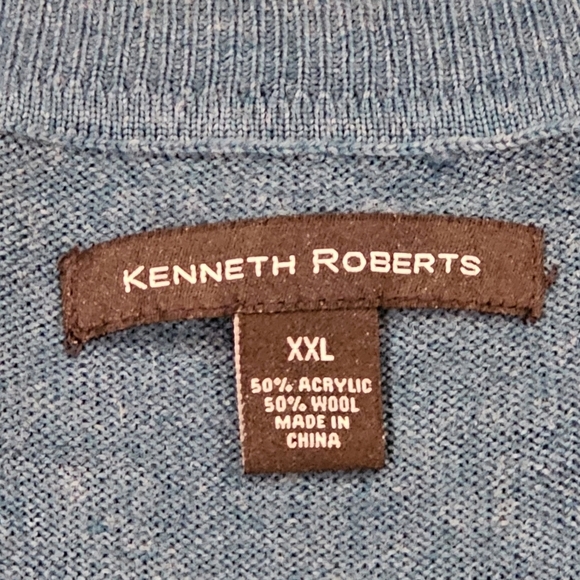 KENNETH ROBERTS
XXL
50% ACRYLIC
50% WOOL
MADE IN
CHINA